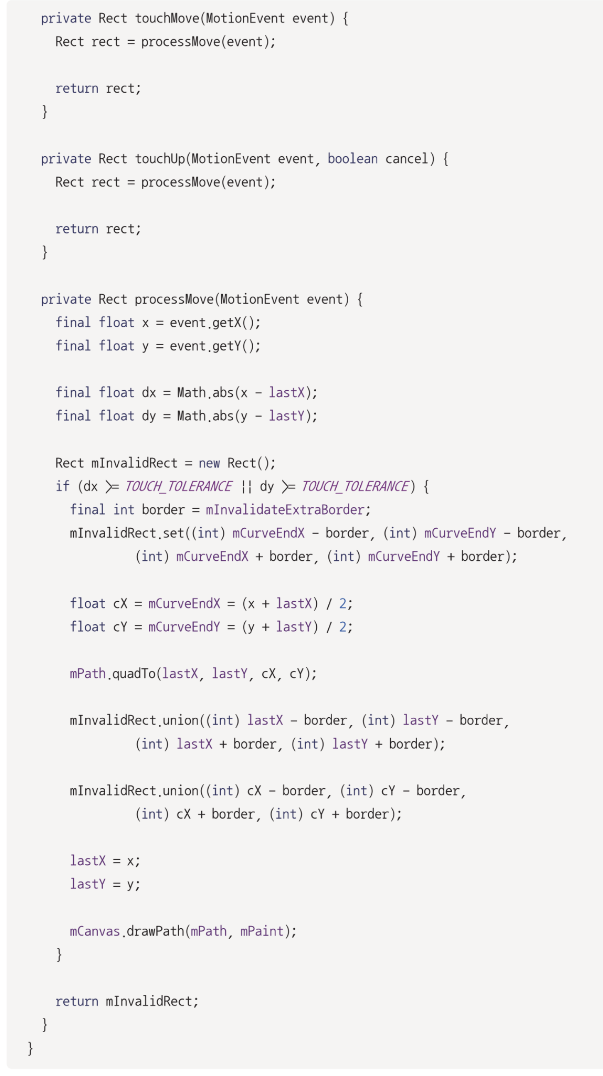 private Rect touchMove(MotionEvent event) {
Rect rect = processMove(event);
return rect;
}
private Rect touchUp(MotionEvent event, boolean cancel) {
Rect rect = processMove(event);
return rect;
}
private Rect processMove(MotionEvent event) {
final float x = event.getX();
final float y = event.getY();
final float dx = Math.abs(x - lastX);
final float dy = Math.abs(y - lastY);
Rect mInvalidRect = new Rect();
if (dx >= TOUCH_TOLERANCE || dy >= TOUCH_TOLERANCE) {
final int border = mInvalidateExtraBorder;
mInvalidRect.set((int) mCurveEndX - border, (int) mCurveEndY - border,
(int) mCurveEndX + border, (int) mCurveEndY + border);
float cX = mCurveEndX = (x + lastX) / 2;
float cY = mCurveEndY = (y + lastY) / 2;
mPath.quadTo(lastX, lastY, cX, cY);
mInvalidRect.union((int) lastX - border, (int) lastY - border,
(int) lastX + border, (int) lastY + border);
mInvalidRect.union((int) cX - border, (int) cY - border,
(int) cX + border, (int) cY + border);
lastX = x;
lastY = y;
mCanvas.drawPath(mPath, mPaint);
}
return mInvalidRect;
}
}